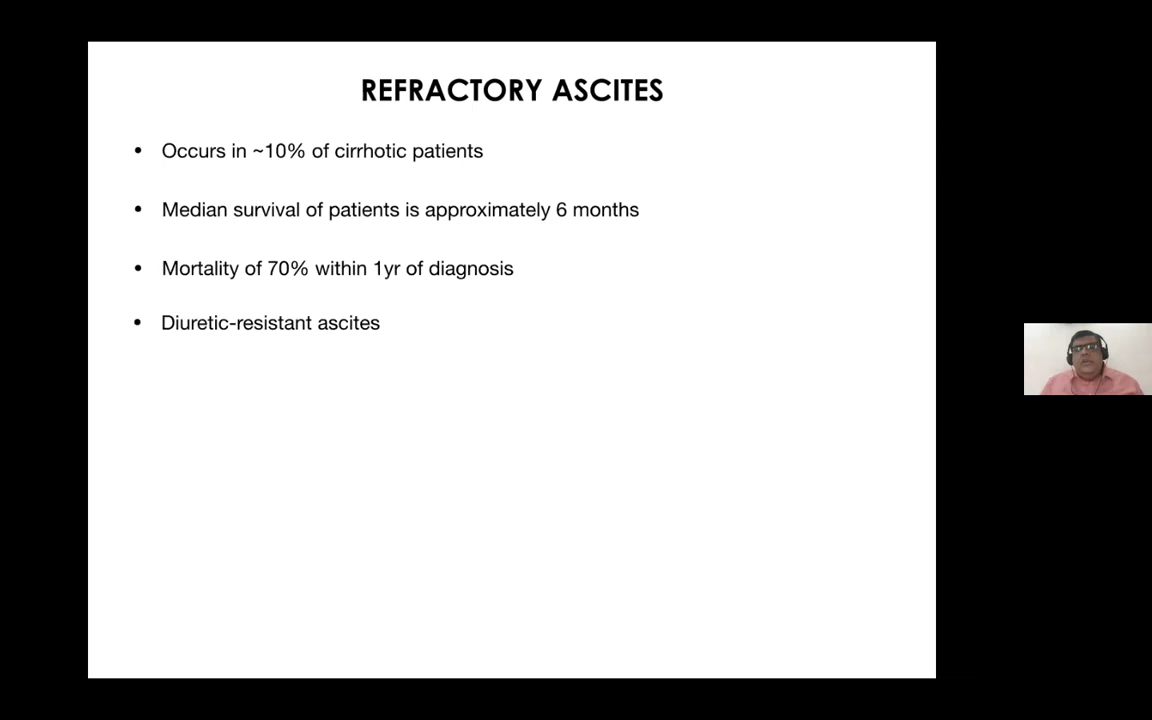 REFRACTORY ASCITES
• Occurs in ~10% of cirrhotic patients
• Median survival of patients is approximately 6 months
• Mortality of 70% within 1yr of diagnosis
• Diuretic-resistant ascites